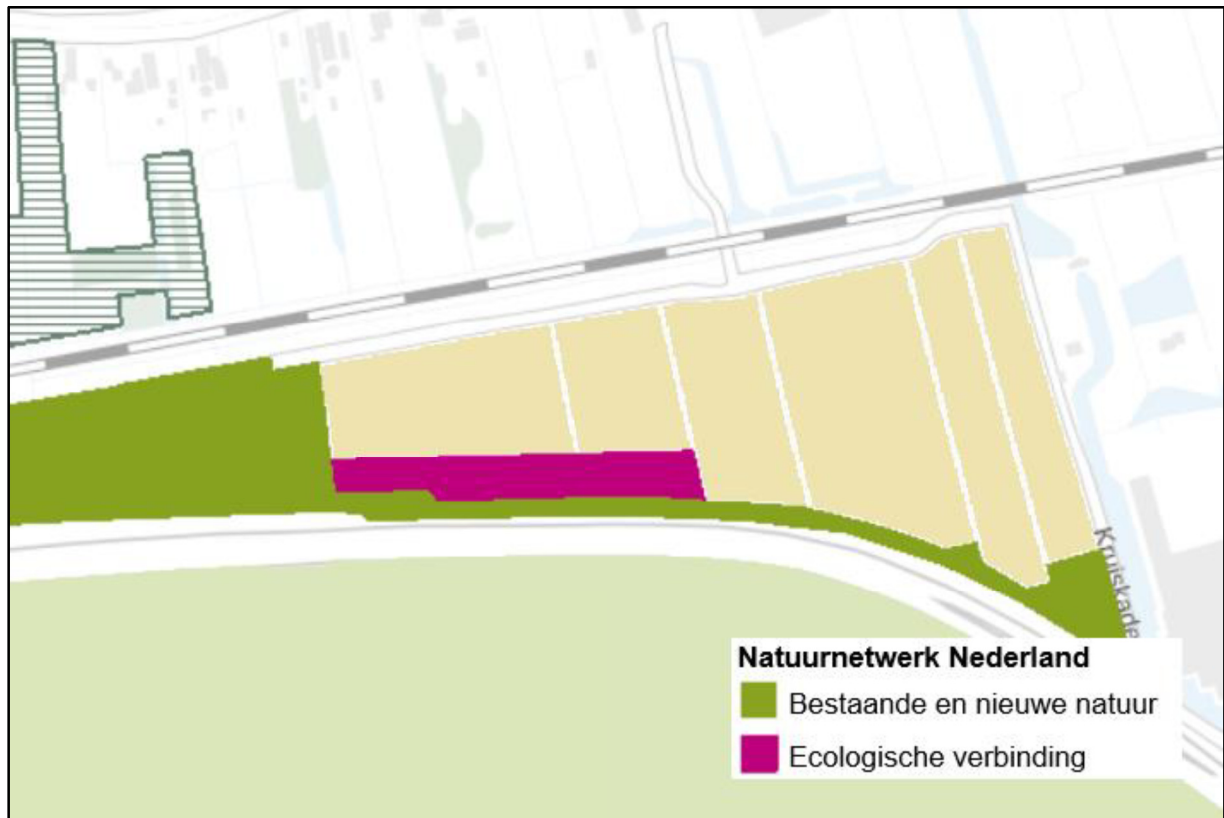 Kruiskade
Natuurnetwerk Nederland
Bestaande en nieuwe natuur
Ecologische verbinding